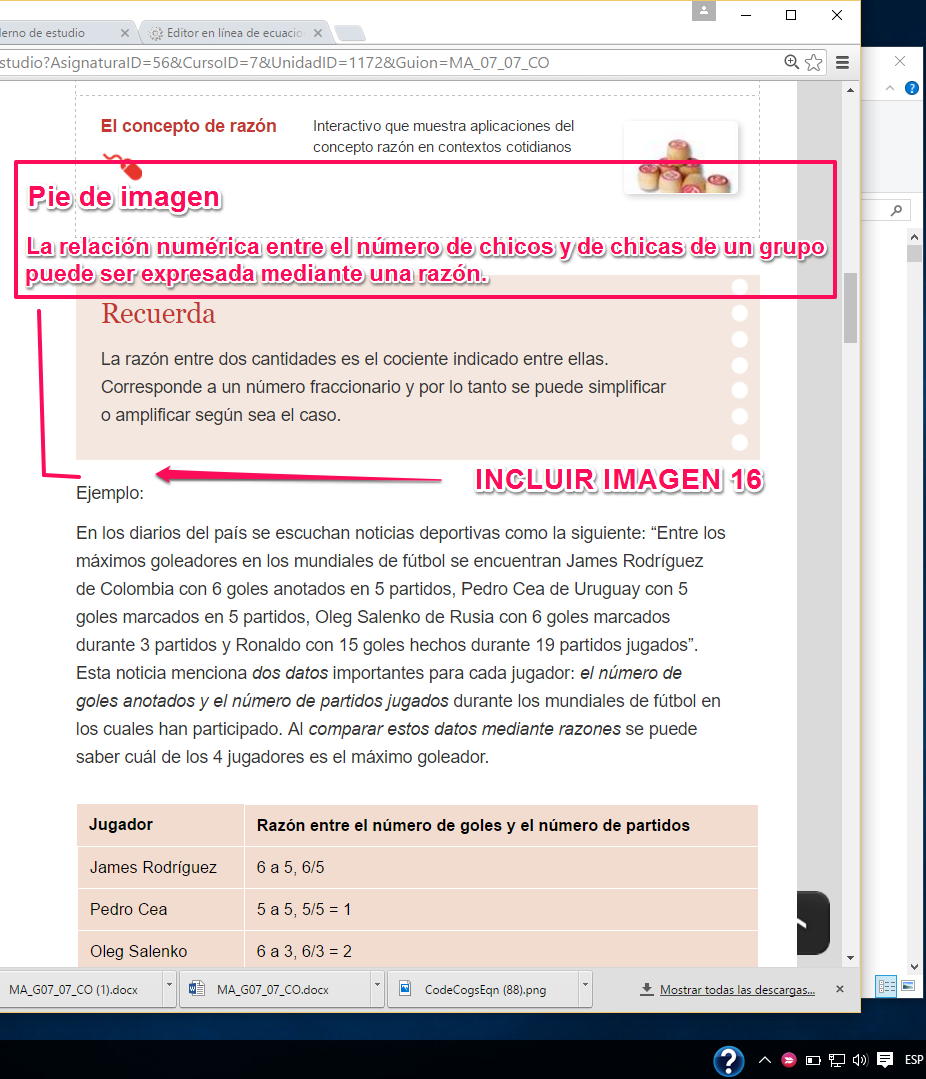 erno de estudio
Editor en línea de ecuacio
studio?AsignaturaID=56&CursoID=7&UnidadID=1172&Guion=MA_07_07_CO
El concepto de razón
Interactivo que muestra aplicaciones del
concepto razón en contextos cotidianos
Pie de imagen
La relación numérica entre el número de chicos y de chicas de un grupo
puede ser expresada mediante una razón.
Recuerda
La razón entre dos cantidades es el cociente indicado entre ellas.
Corresponde a un número fraccionario y por lo tanto se puede simplificar
o amplificar según sea el caso.
INCLUIR IMAGEN 16
Ejemplo:
En los diarios del país se escuchan noticias deportivas como la siguiente: “Entre los
máximos goleadores en los mundiales de fútbol se encuentran James Rodríguez
de Colombia con 6 goles anotados en 5 partidos, Pedro Cea de Uruguay con 5
goles marcados en 5 partidos, Oleg Salenko de Rusia con 6 goles marcados
durante 3 partidos y Ronaldo con 15 goles hechos durante 19 partidos jugados”.
Esta noticia menciona dos datos importantes para cada jugador: el número de
goles anotados y el número de partidos jugados durante los mundiales de fútbol en
los cuales han participado. Al comparar estos datos mediante razones se puede
saber cuál de los 4 jugadores es el máximo goleador.
Jugador Razón entre el número de goles y el número de partidos
James Rodríguez 6 a 5, 6/5
Pedro Cea 5 a 5, 5/5 = 1
Oleg Salenko 6 a 3, 6/3 = 2
MA_G07_07_CO (1).docx MA_G07_07_CO.docx CodeCogsEqn (88).png Mostrar todas las descargas...
ESP